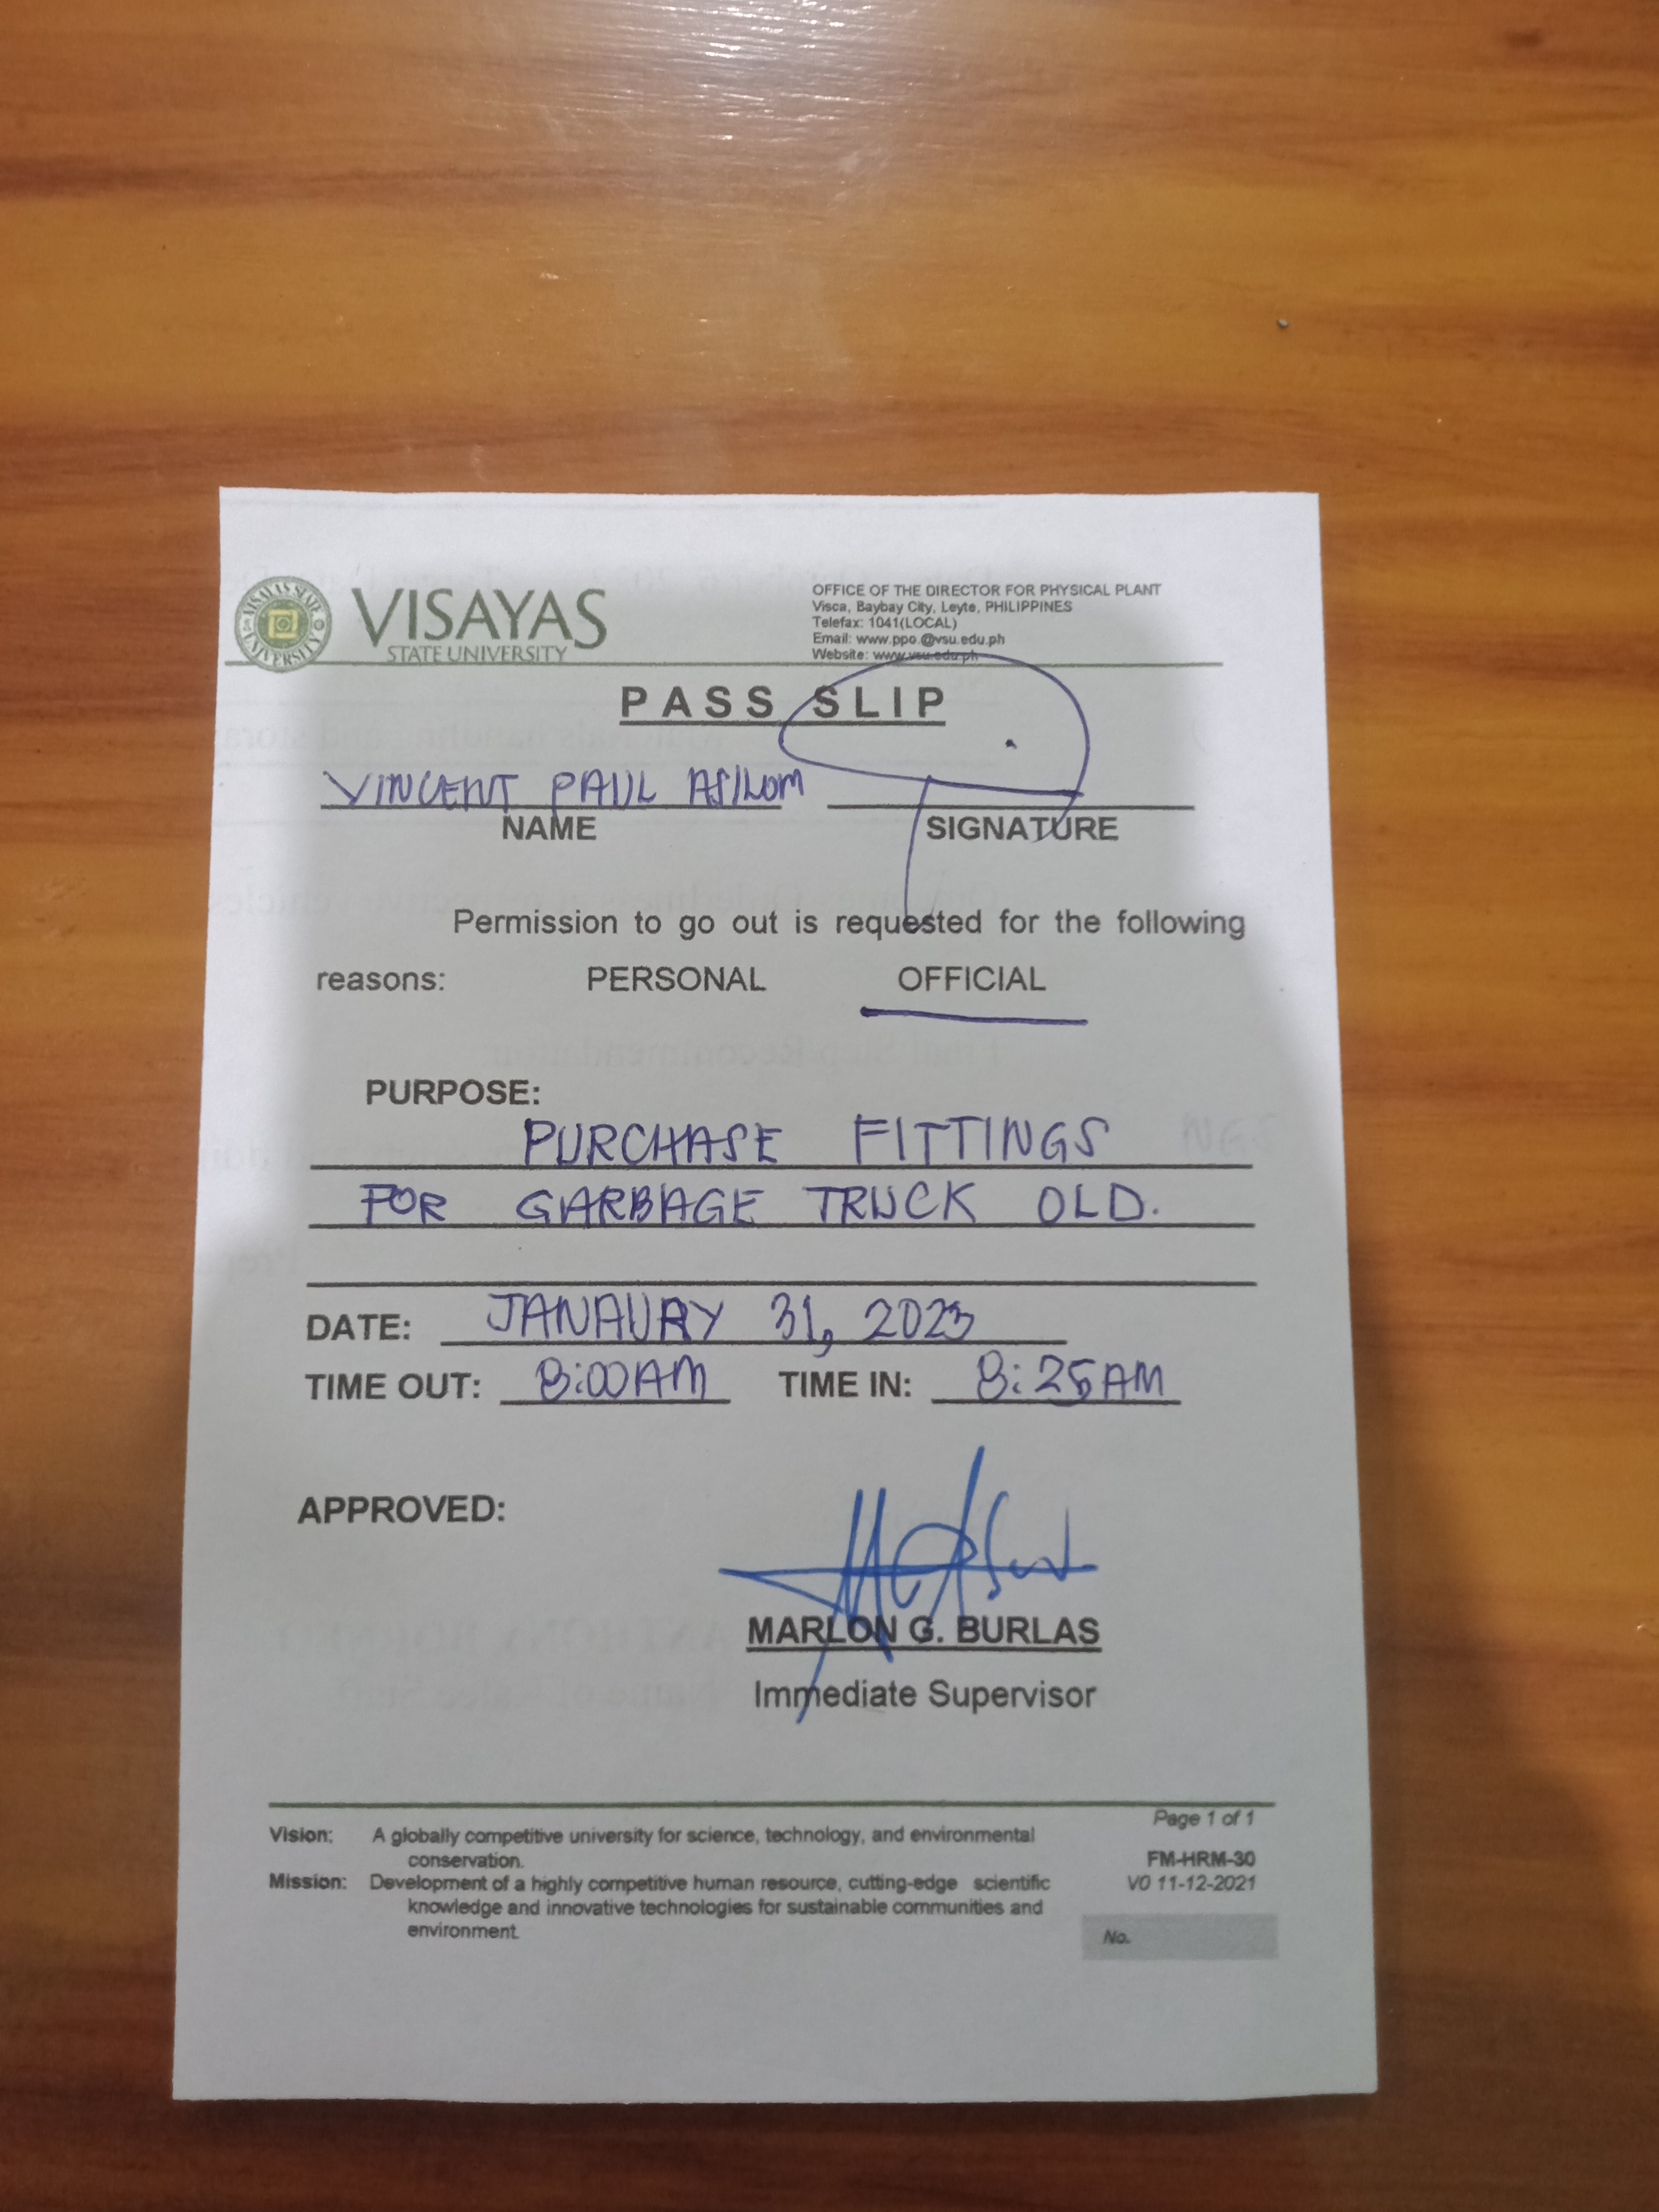 VISAYAS
STATE UNIVERSITY
VISAYAS STATE UNIVERSITY
OFFICE OF THE DIRECTOR FOR PHYSICAL PLANT
Visca, Baybay City, Leyte, PHILIPPINES
Telefax: 1041(LOCAL)
Email: www.ppo.@vsu.edu.ph
Website: www.vsu.edu.ph
PASS SLIP
VINCENT PAUL ASILOM
NAME SIGNATURE
Permission to go out is requested for the following
reasons: PERSONAL OFFICIAL
PURPOSE:
PURCHASE FITTINGS
FOR GARBAGE TRUCK OLD.
DATE: JANAURY 31, 2023
TIME OUT: 8:00AM TIME IN: 8:25AM
APPROVED:
MARLON G. BURLAS
Immediate Supervisor
Page 1 of 1
Vision: A globally competitive university for science, technology, and environmental
conservation.
FM-HRM-30
Mission: Development of a highly competitive human resource, cutting-edge scientific
V0 11-12-2021
knowledge and innovative technologies for sustainable communities and
environment.
No.